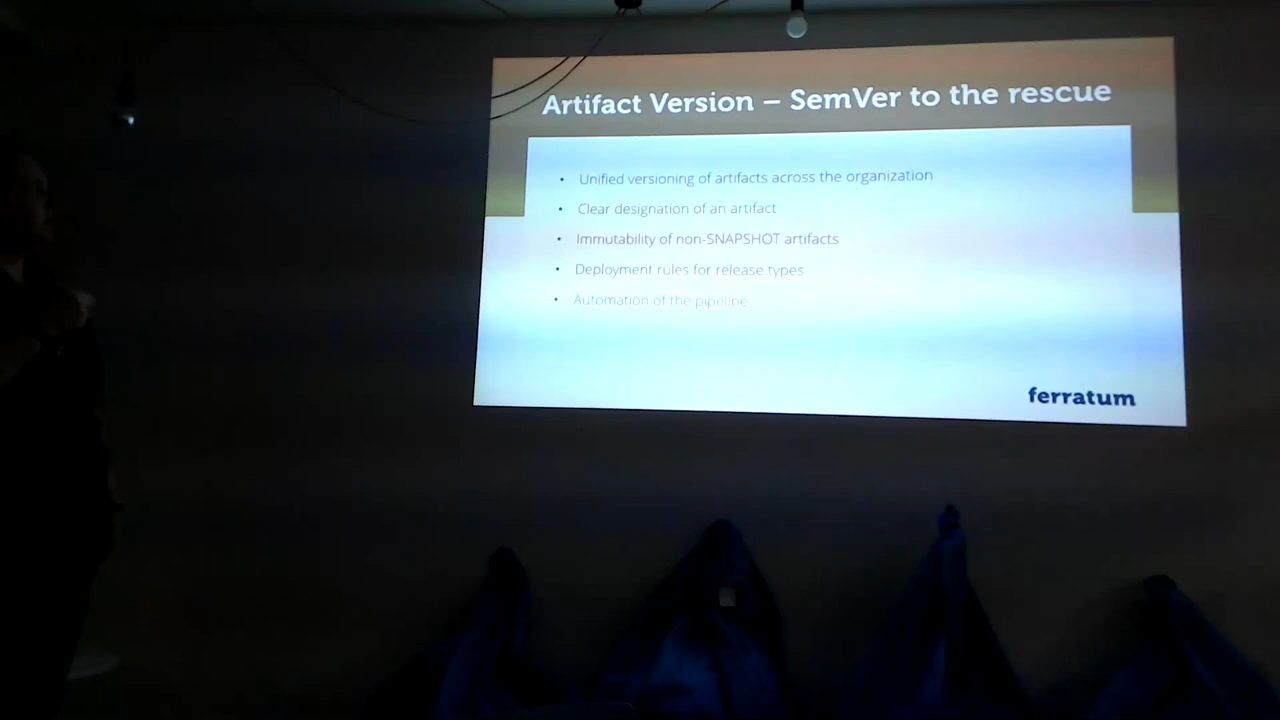 Artifact Version – SemVer to the rescue
• Unified versioning of artifacts across the organization
• Clear designation of an artifact
• Immutability of non-SNAPSHOT artifacts
• Deployment rules for release types
• Automation of the pipeline
ferratum